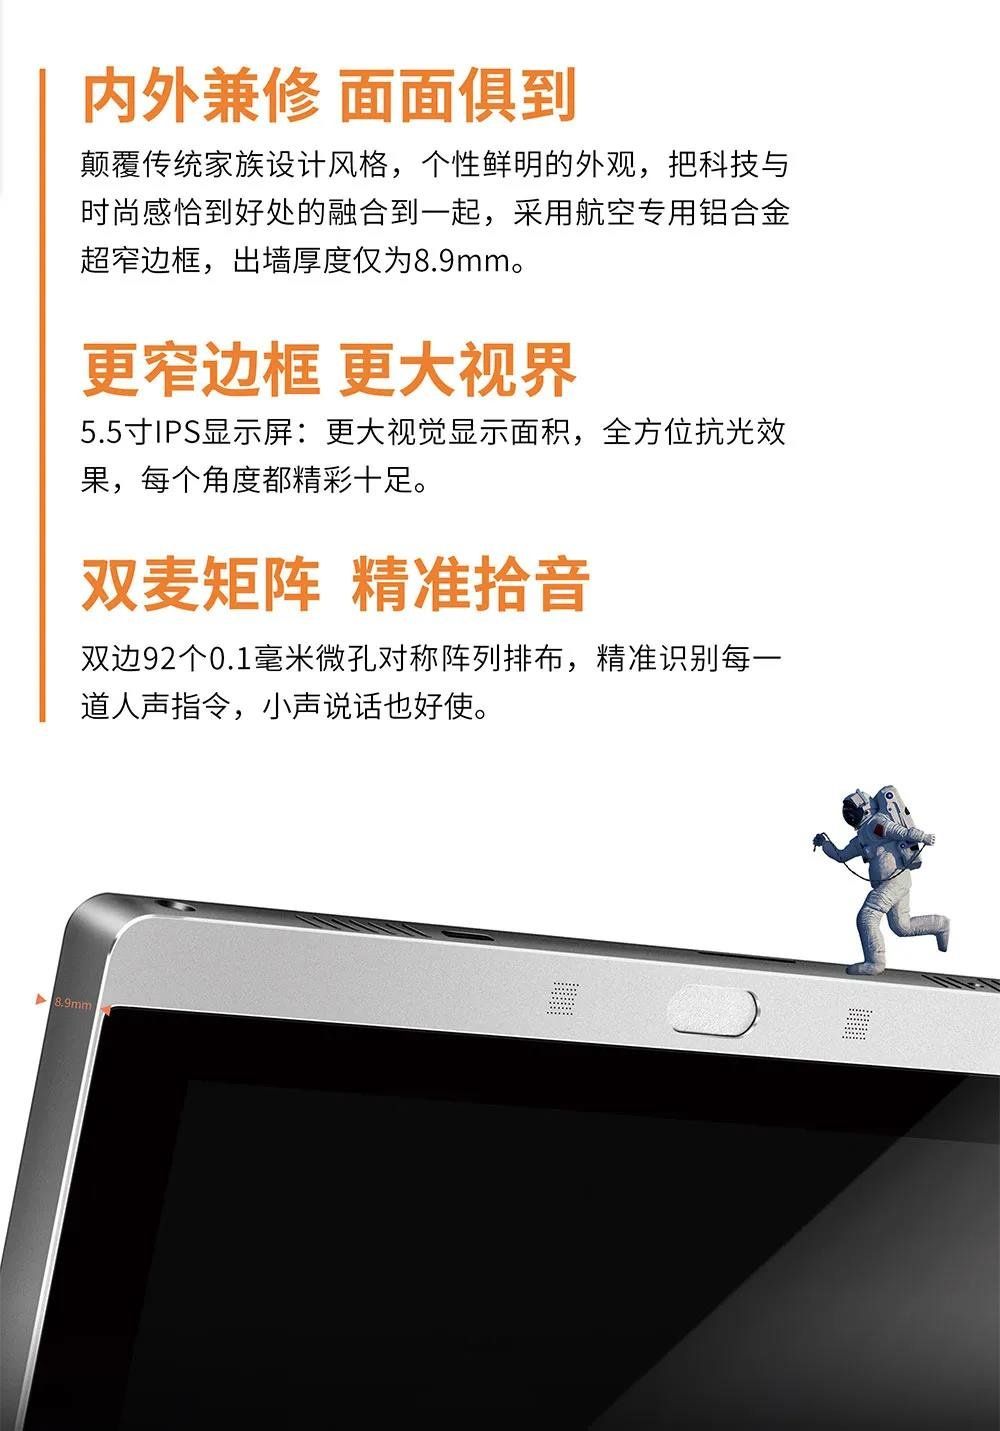 内外兼修 面面俱到
颠覆传统家族设计风格，个性鲜明的外观，把科技与
时尚感恰到好处的融合到一起，采用航空专用铝合金
超窄边框，出墙厚度仅为8.9mm。
更窄边框 更大视界
5.5寸IPS显示屏：更大视觉显示面积，全方位抗光效
果，每个角度都精彩十足。
双麦矩阵 精准拾音
双边92个0.1毫米微孔对称阵列排布，精准识别每一
道人声指令，小声说话也好使。
8.9mm